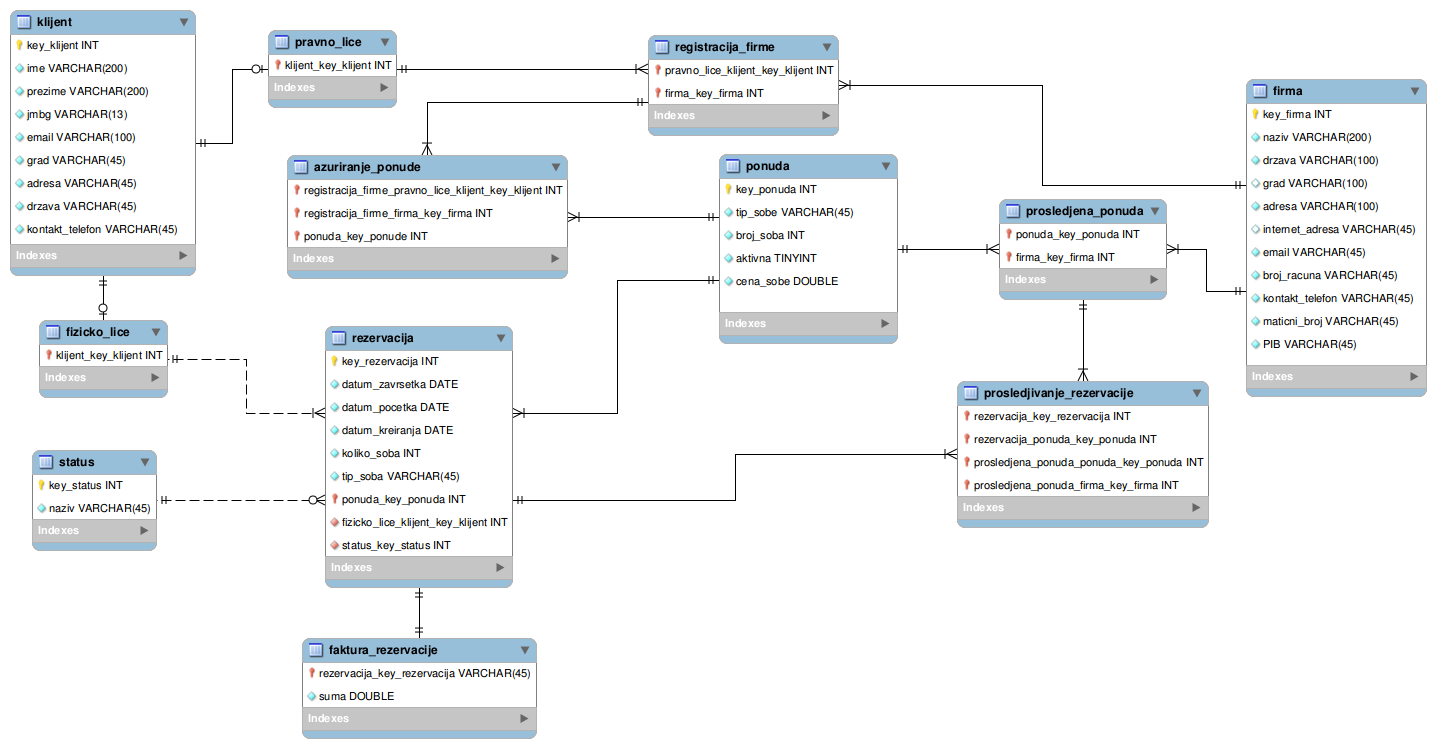 klijent
key_klijent INT
ime VARCHAR(200)
prezime VARCHAR(200)
jmbg VARCHAR(13)
email VARCHAR(100)
grad VARCHAR(45)
adresa VARCHAR(45)
drzava VARCHAR(45)
kontakt_telefon VARCHAR(45)
Indexes
pravno_lice
klijent_key_klijent INT
Indexes
registracija_firme
pravno_lice_klijent_key_klijent INT
firma_key_firma INT
Indexes
firma
key_firma INT
naziv VARCHAR(200)
drzava VARCHAR(100)
grad VARCHAR(100)
adresa VARCHAR(100)
internet_adresa VARCHAR(45)
email VARCHAR(45)
broj_racuna VARCHAR(45)
kontakt_telefon VARCHAR(45)
maticni_broj VARCHAR(45)
PIB VARCHAR(45)
Indexes
azuriranje_ponude
registracija_firme_pravno_lice_klijent_key_klijent INT
registracija_firme_firma_key_firma INT
ponuda_key_ponude INT
Indexes
ponuda
key_ponuda INT
tip_sobe VARCHAR(45)
broj_soba INT
aktivna TINYINT
cena_sobe DOUBLE
Indexes
prosledjena_ponuda
ponuda_key_ponuda INT
firma_key_firma INT
Indexes
fizicko_lice
klijent_key_klijent INT
Indexes
rezervacija
key_rezervacija INT
datum_zavrsetka DATE
datum_pocetka DATE
datum_kreiranja DATE
koliko_soba INT
tip_soba VARCHAR(45)
ponuda_key_ponuda INT
fizicko_lice_klijent_key_klijent INT
status_key_status INT
Indexes
prosledjivanje_rezervacije
rezervacija_key_rezervacija INT
rezervacija_ponuda_key_ponuda INT
prosledjena_ponuda_ponuda_key_ponuda INT
prosledjena_ponuda_firma_key_firma INT
Indexes
status
key_status INT
naziv VARCHAR(45)
Indexes
faktura_rezervacije
rezervacija_key_rezervacija VARCHAR(45)
suma DOUBLE
Indexes